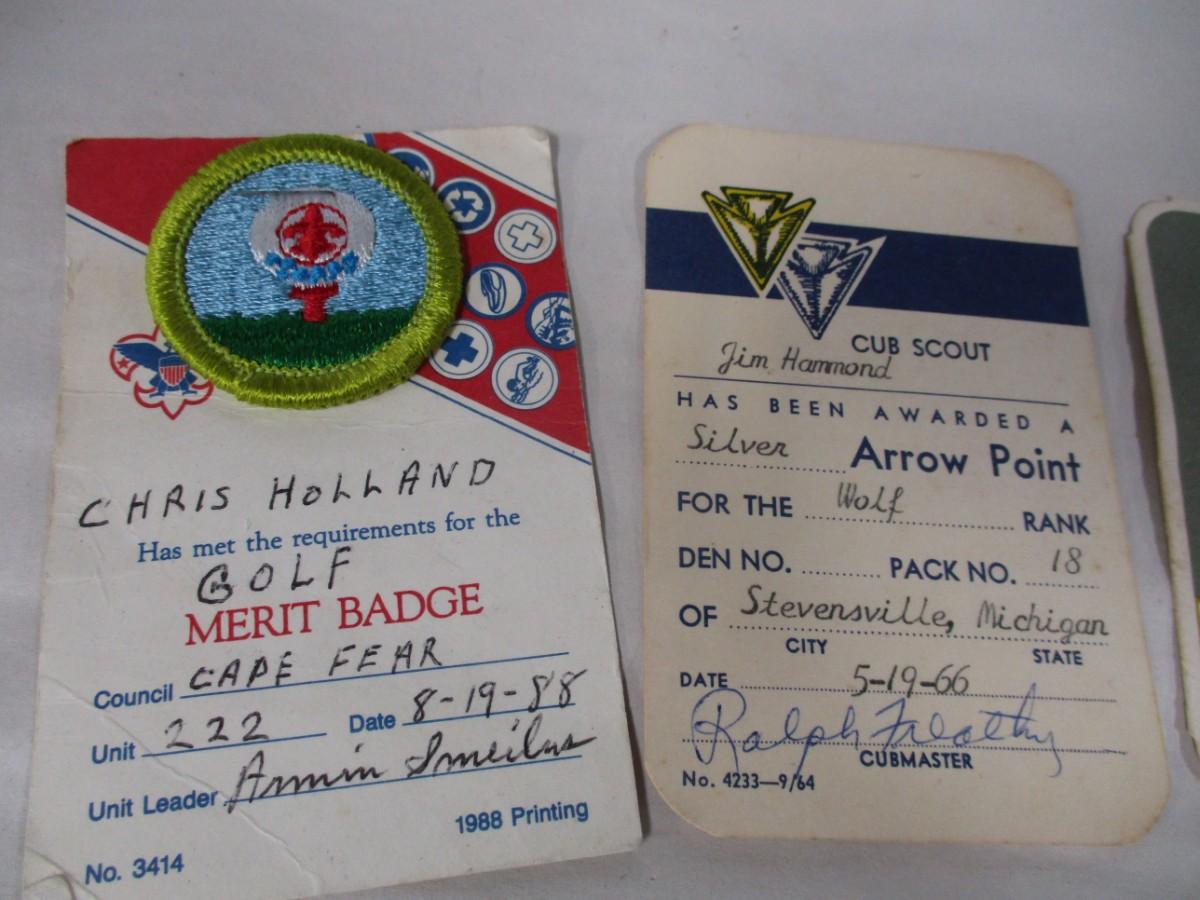 CHRIS HOLLAND
Has met the requirements for the
GOLF
MERIT BADGE
Council CAPE FEAR
Unit 222 Date 8-19-88
Unit Leader Armin
1988 Printing
No. 3414
CUB SCOUT
Jim Hammond
HAS BEEN AWARDED A
Silver Arrow Point
FOR THE Wolf RANK
DEN NO. PACK NO. 18
OF Stevensville, Michigan
CITY STATE
DATE 5-19-66
Ralph
CUBMASTER
No. 4233—9/64